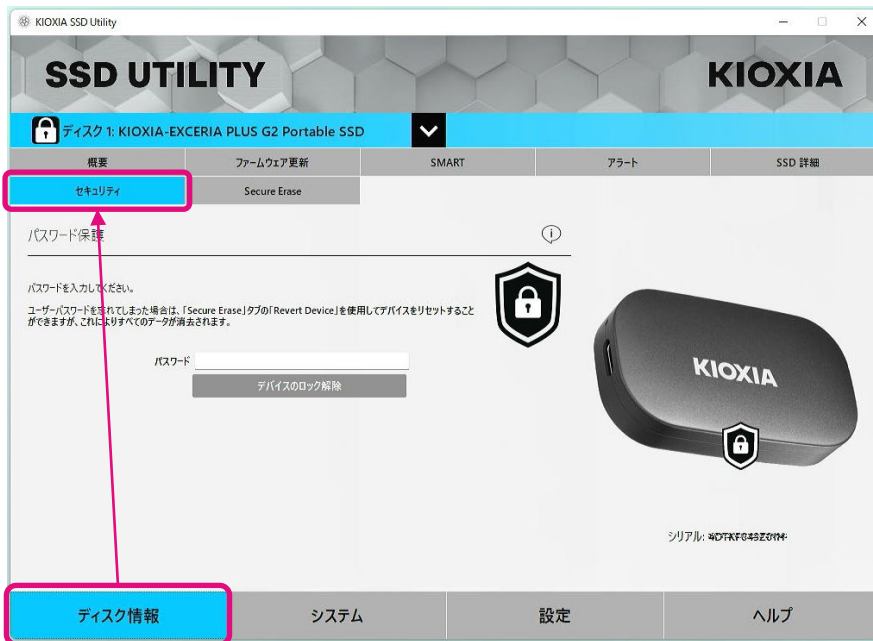 KIOXIA SSD Utility
SSD UTILITY
KIOXIA
ディスク 1: KIOXIA-EXCERIA PLUS G2 Portable SSD
概要
ファームウェア更新
SMART
アラート
SSD 詳細
セキュリティ
Secure Erase
パスワード保護
パスワードを入力してください。
ユーザーパスワードを忘れてしまった場合は、「Secure Erase」タブの「Revert Device」を使用してデバイスをリセットすること
ができますが、これによりすべてのデータが消去されます。
パスワード
デバイスのロック解除
KIOXIA
シリアル:
ディスク情報
システム
設定
ヘルプ